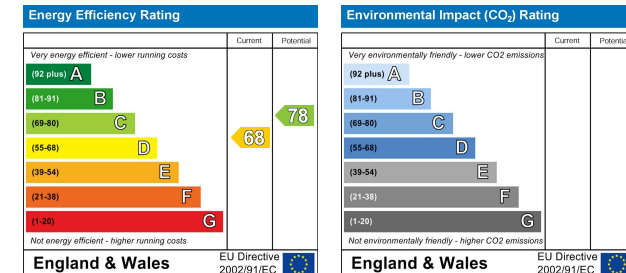 Energy Efficiency Rating
Current Potential
Very energy efficient - lower running costs
(92 plus) A
(81-91) B
(69-80) C
78
(55-68) D
68
(39-54) E
(21-38) F
(1-20) G
Not energy efficient - higher running costs
England & Wales
EU Directive
2002/91/EC
Environmental Impact (CO₂) Rating
Current Potential
Very environmentally friendly - lower CO2 emissions
(92 plus) A
(81-91) B
(69-80) C
(55-68) D
(39-54) E
(21-38) F
(1-20) G
Not environmentally friendly - higher CO2 emissions
England & Wales
EU Directive
2002/91/EC